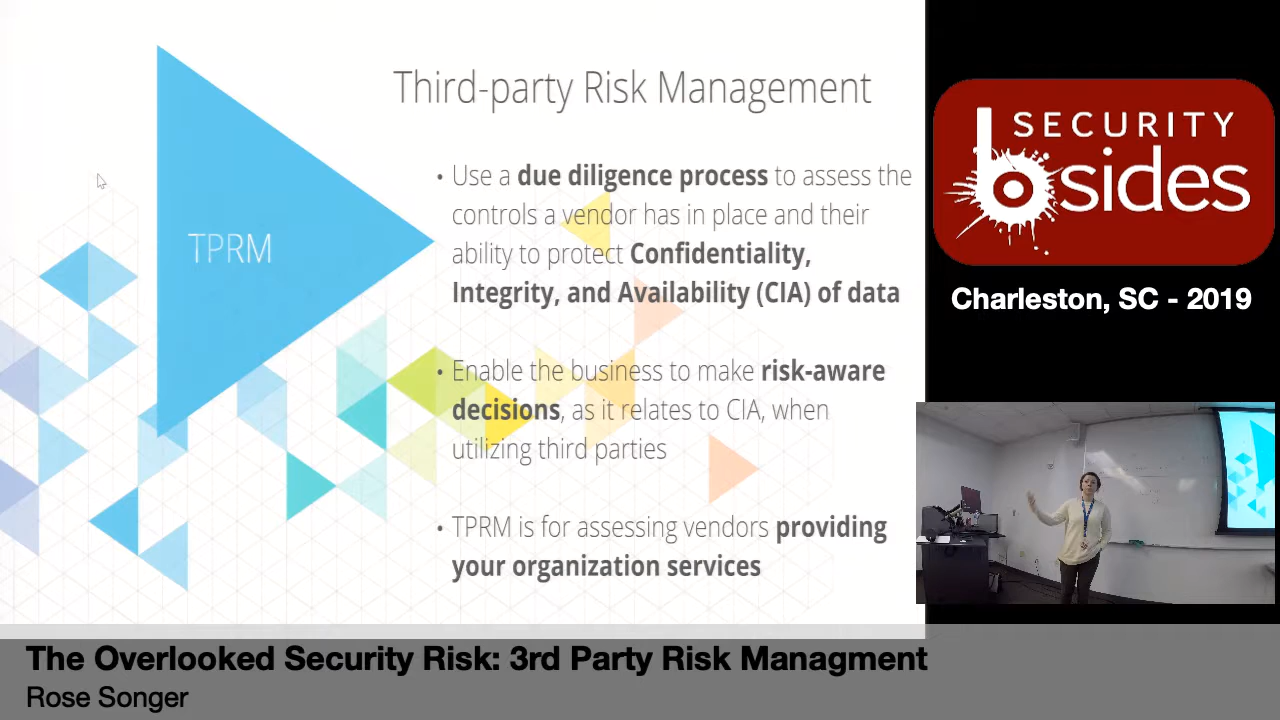 Third-party Risk Management
TPRM
• Use a due diligence process to assess the
controls a vendor has in place and their
ability to protect Confidentiality,
Integrity, and Availability (CIA) of data
• Enable the business to make risk-aware
decisions, as it relates to CIA, when
utilizing third parties
• TPRM is for assessing vendors providing
your organization services
SECURITY
bsides
Charleston, SC - 2019
The Overlooked Security Risk: 3rd Party Risk Managment
Rose Songer